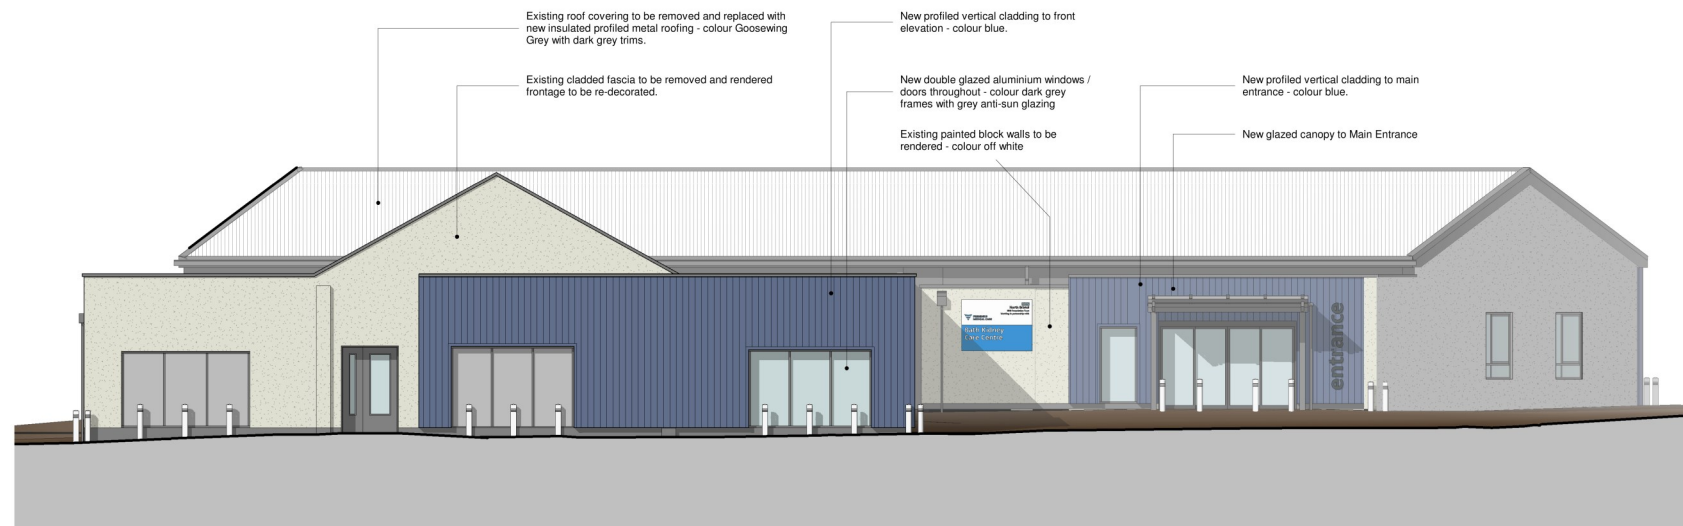 Existing roof covering to be removed and replaced with
new insulated profiled metal roofing - colour Goosewing
Grey with dark grey trims.
Existing cladded fascia to be removed and rendered
frontage to be re-decorated.
New profiled vertical cladding to front
elevation - colour blue.
New double glazed aluminium windows /
doors throughout - colour dark grey
frames with grey anti-sun glazing
Existing painted block walls to be
rendered - colour off white
New profiled vertical cladding to main
entrance - colour blue.
New glazed canopy to Main Entrance
North Bristol
Bath Kidney
Care Centre
entrance